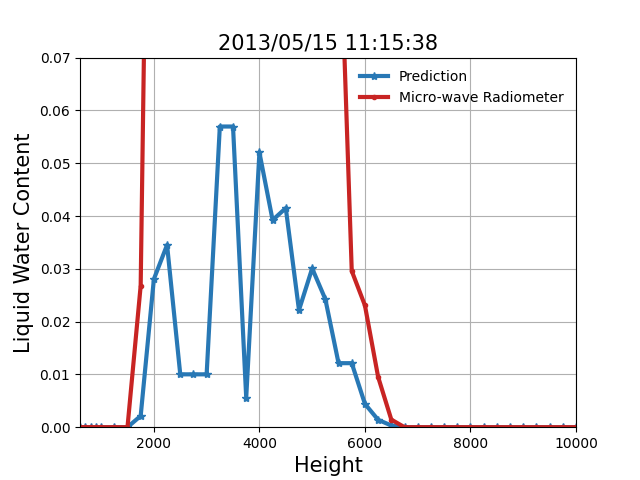 2013/05/15 11:15:38
Prediction
Micro-wave Radiometer
Liquid Water Content
0.07
0.06
0.05
0.04
0.03
0.02
0.01
0.00
2000 4000 6000 8000 10000
Height